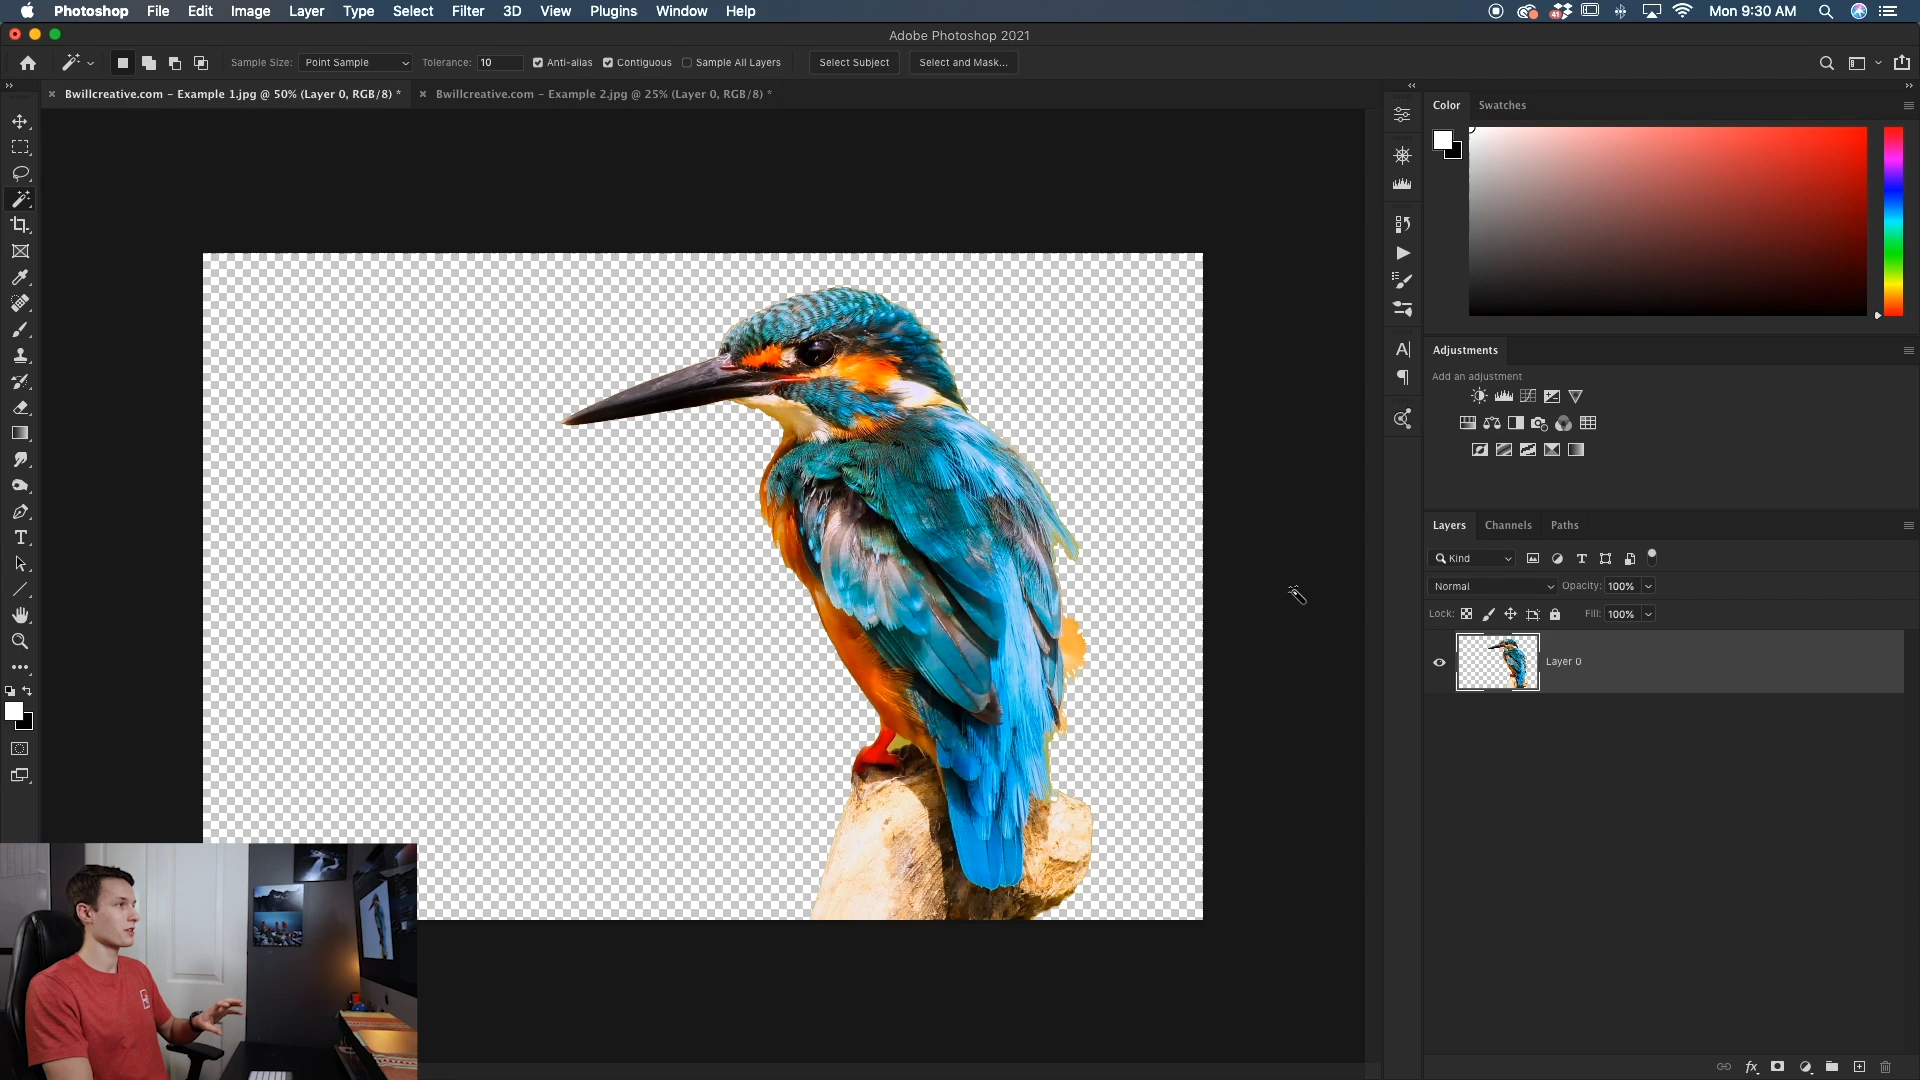 Photoshop File Edit Image Layer Type Select Filter 3D View Plugins Window Help
41
Mon 9:30 AM
Adobe Photoshop 2021
Sample Size: Point Sample Tolerance: 10 Anti-alias Contiguous Sample All Layers Select Subject Select and Mask...
Bwillcreative.com – Example 1.jpg @ 50% (Layer 0, RGB/8) *
Bwillcreative.com – Example 2.jpg @ 25% (Layer 0, RGB/8) *
Color Swatches
Adjustments
Add an adjustment
Layers Channels Paths
Kind
Normal Opacity: 100%
Lock: Fill: 100%
Layer 0
fx